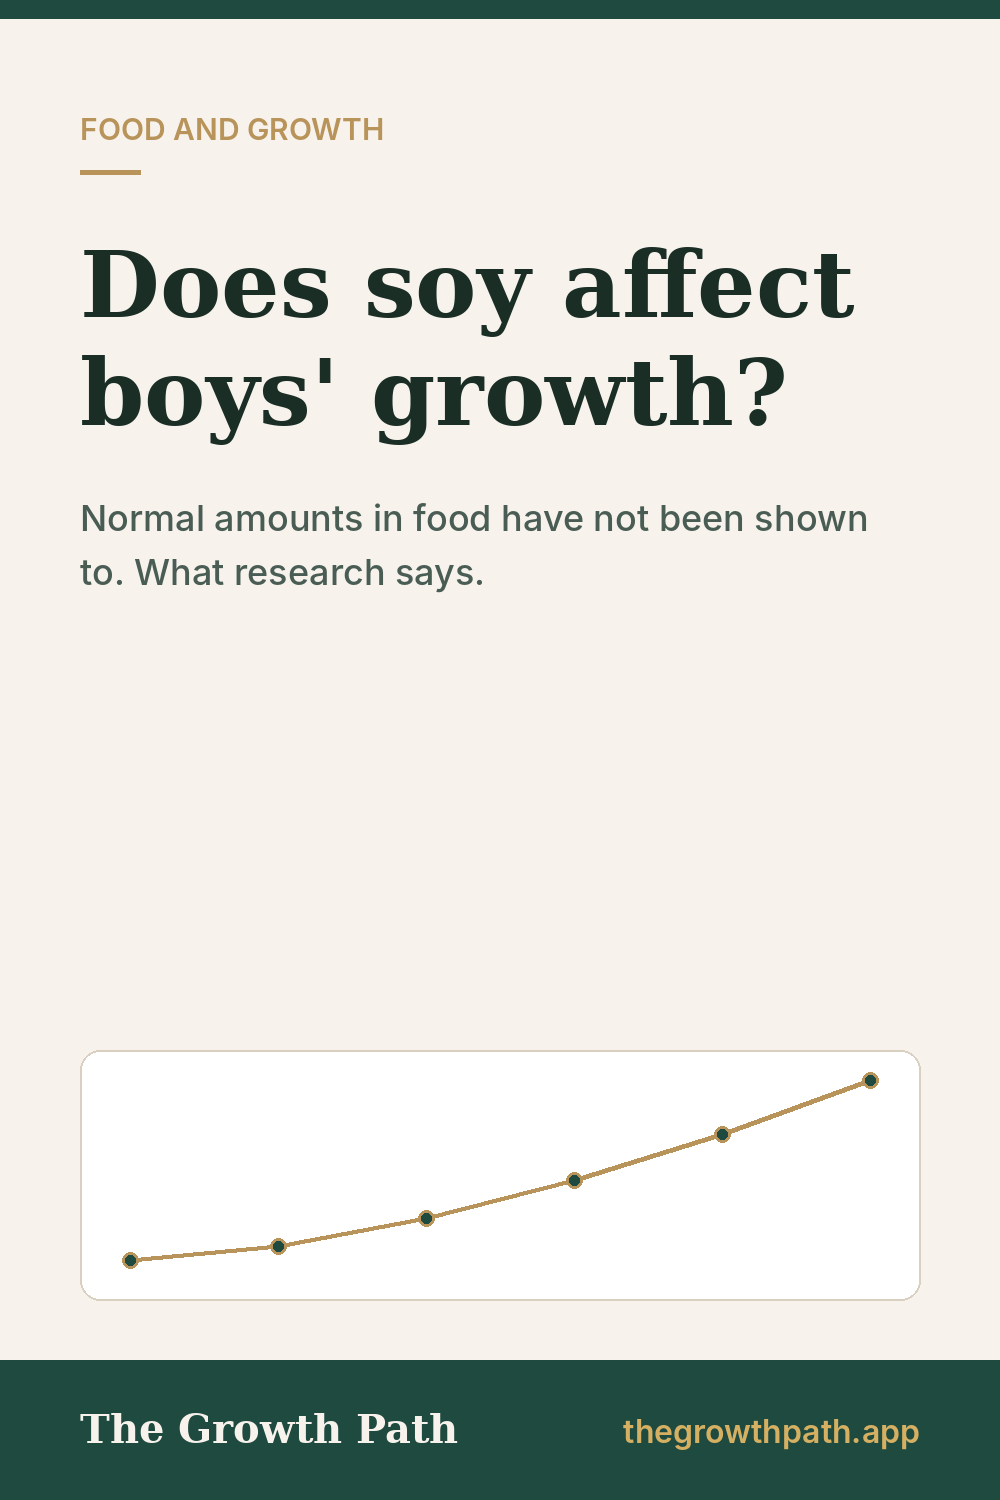 FOOD AND GROWTH
Does soy affect
boys' growth?
Normal amounts in food have not been shown
to. What research says.
The Growth Path
thegrowthpath.app